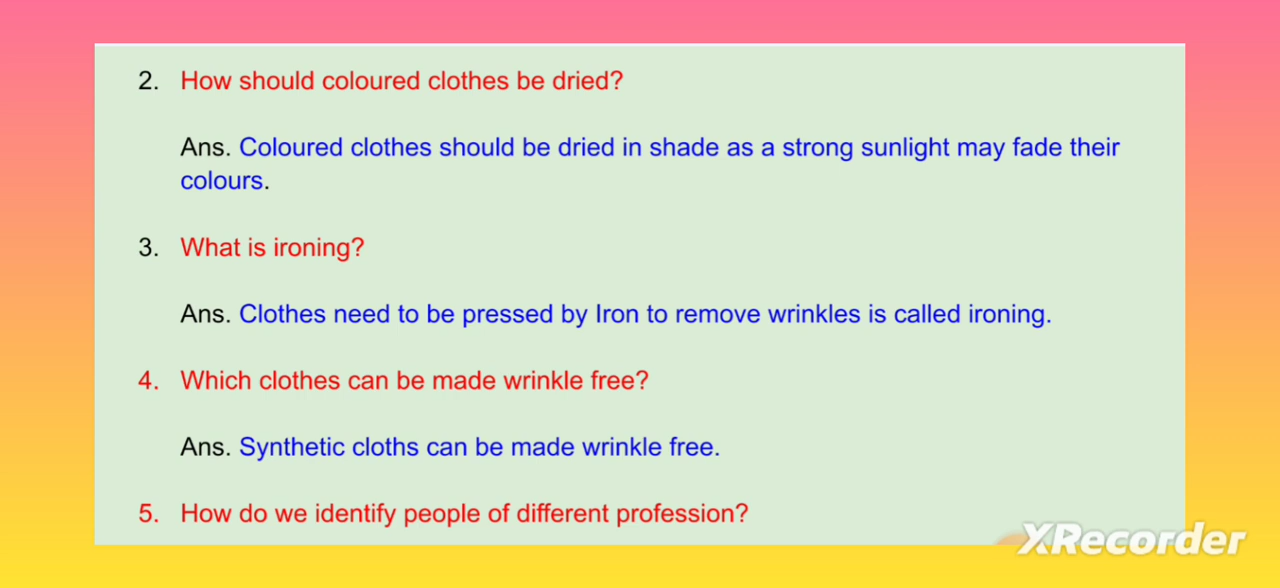 2. How should coloured clothes be dried?
Ans. Coloured clothes should be dried in shade as a strong sunlight may fade their
colours.
3. What is ironing?
Ans. Clothes need to be pressed by Iron to remove wrinkles is called ironing.
4. Which clothes can be made wrinkle free?
Ans. Synthetic cloths can be made wrinkle free.
5. How do we identify people of different profession?
XRecorder